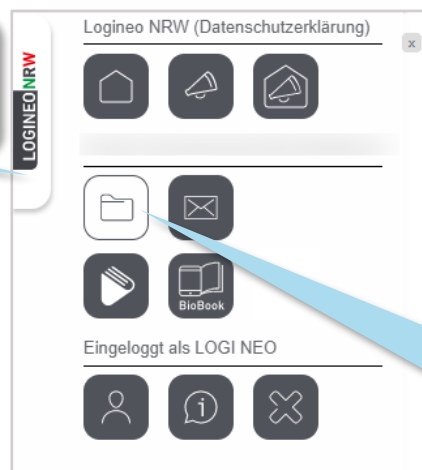 Logineo NRW (Datenschutzerklärung)
x
LOGINEO NRW
BioBook
Eingeloggt als LOGI NEO
i